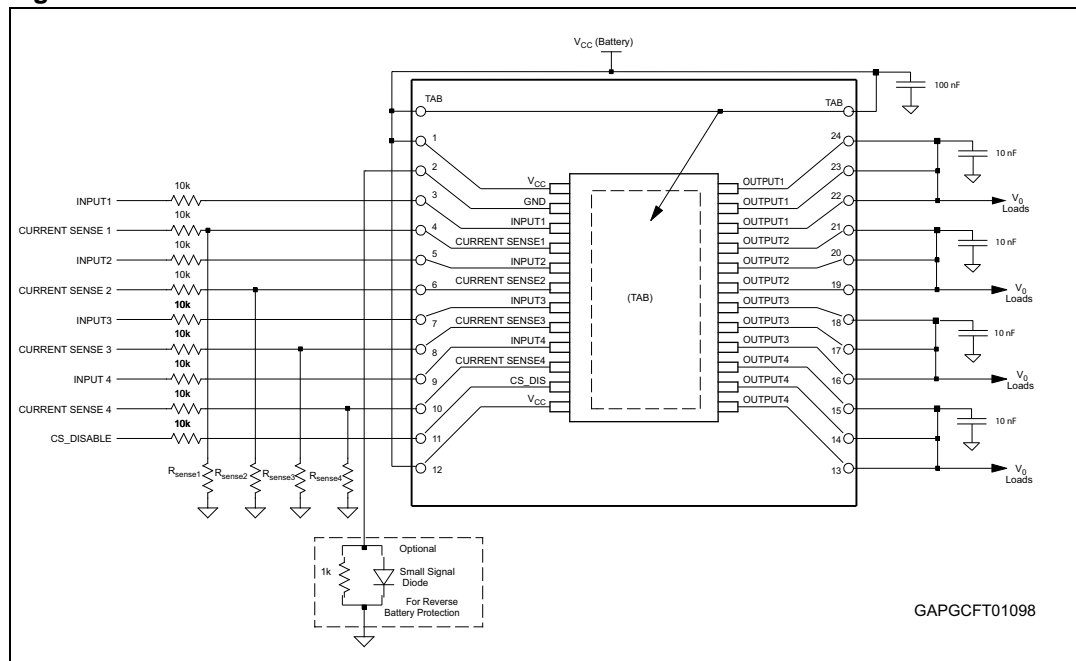 V_CC (Battery)
100 nF
TAB
TAB
1
2
3
4
5
6
7
8
9
10
11
12
24
23
22
21
20
19
18
17
16
15
14
13
10k
INPUT1
10k
CURRENT SENSE 1
10k
INPUT2
10k
CURRENT SENSE 2
10k
INPUT3
10k
CURRENT SENSE 3
10k
INPUT 4
10k
CURRENT SENSE 4
10k
CS_DISABLE
V_CC
GND
INPUT1
CURRENT SENSE1
INPUT2
CURRENT SENSE2
INPUT3
CURRENT SENSE3
INPUT4
CURRENT SENSE4
CS_DIS
V_CC
(TAB)
OUTPUT1
OUTPUT1
OUTPUT1
OUTPUT2
OUTPUT2
OUTPUT2
OUTPUT3
OUTPUT3
OUTPUT3
OUTPUT4
OUTPUT4
OUTPUT4
10 nF
V_0
Loads
10 nF
V_0
Loads
10 nF
V_0
Loads
10 nF
V_0
Loads
R_sense1
R_sense2
R_sense3
R_sense4
Optional
1k
Small Signal
Diode
For Reverse
Battery Protection
GAPGCFT01098